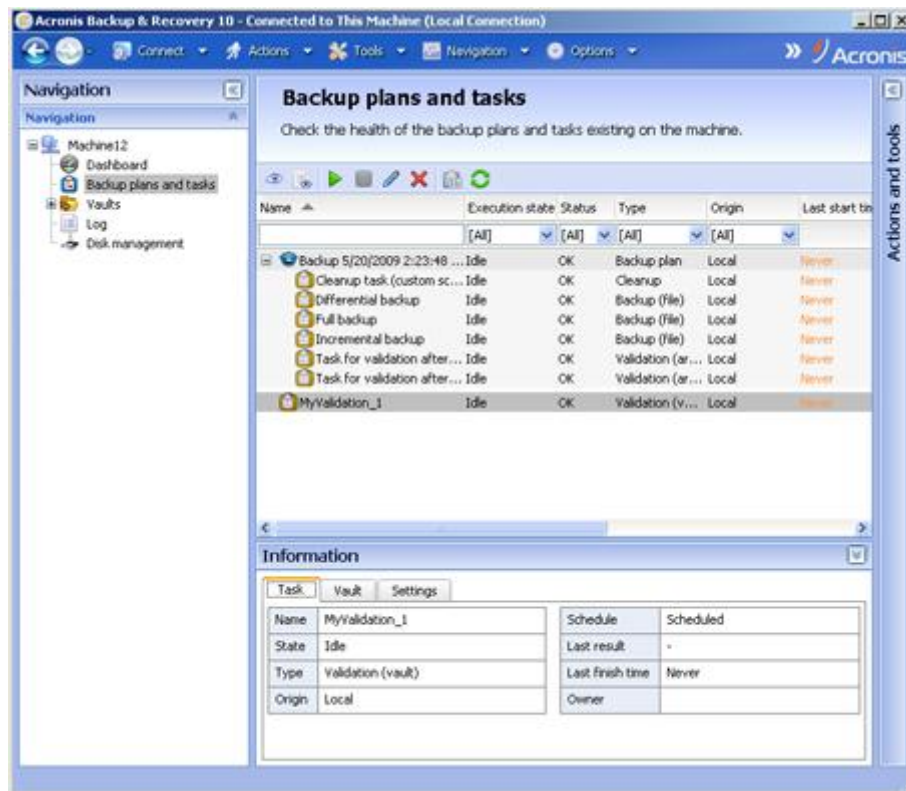 Acronis Backup & Recovery 10 - Connected to This Machine (Local Connection)
Connect Actions Tools Navigation Options » Acronis
Navigation
Navigation
Machine12
Dashboard
Backup plans and tasks
Vaults
Log
Disk management
Backup plans and tasks
Check the health of the backup plans and tasks existing on the machine.
Name Execution state Status Type Origin Last start tim
[All] [All] [All] [All]
Backup 5/20/2009 2:23:48 ... Idle OK Backup plan Local Never
Cleanup task (custom sc... Idle OK Cleanup Local Never
Differential backup Idle OK Backup (file) Local Never
Full backup Idle OK Backup (file) Local Never
Incremental backup Idle OK Backup (file) Local Never
Task for validation after... Idle OK Validation (ar... Local Never
Task for validation after... Idle OK Validation (ar... Local Never
MyValidation_1 Idle OK Validation (v... Local Never
Information
Task Vault Settings
Name MyValidation_1 Schedule Scheduled
State Idle Last result -
Type Validation (vault) Last finish time Never
Origin Local Owner
Actions and tools